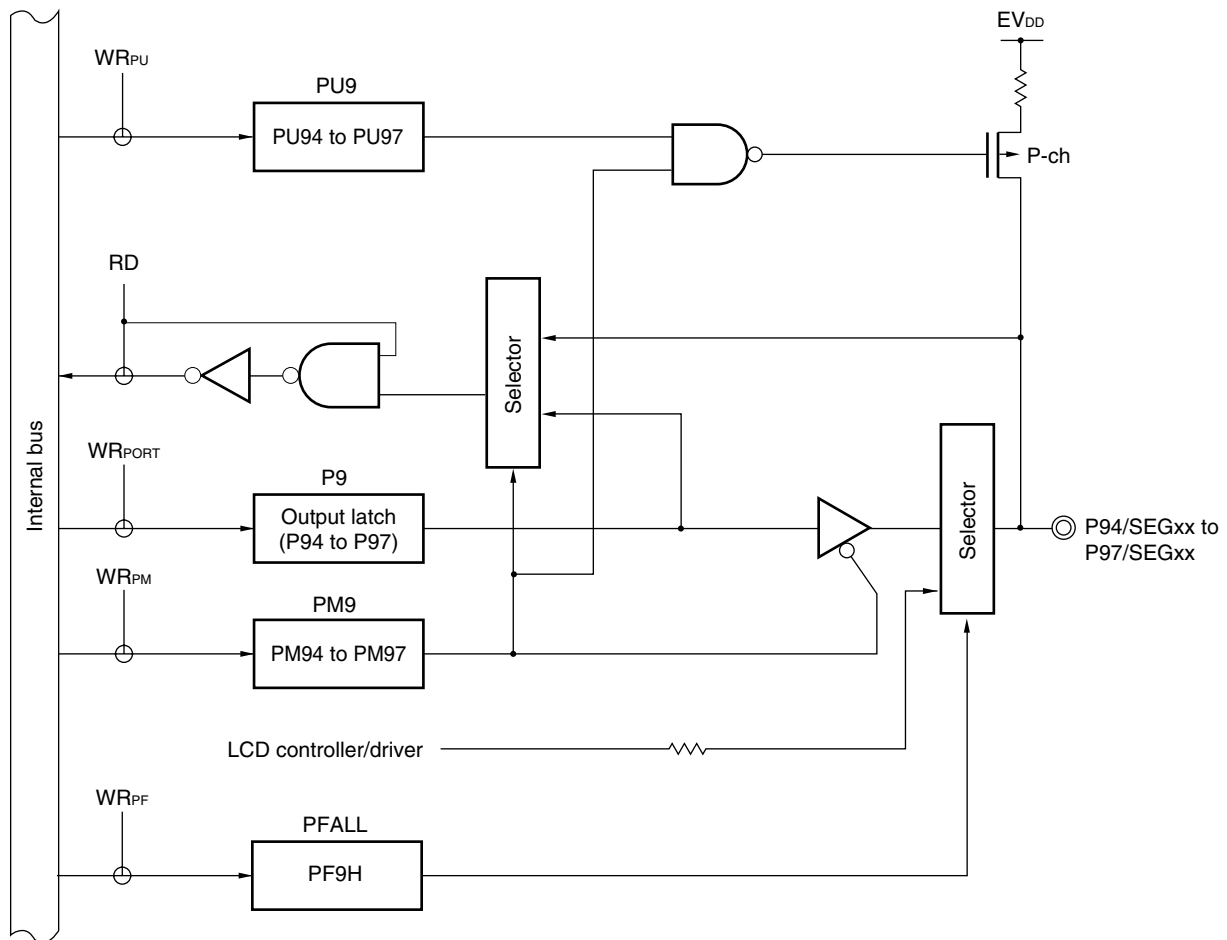 EVDD
WRPU
PU9
PU94 to PU97
P-ch
RD
Selector
Internal bus
WRPORT
P9
Output latch
(P94 to P97)
Selector
P94/SEGxx to
P97/SEGxx
WRPM
PM9
PM94 to PM97
LCD controller/driver
WRPF
PFALL
PF9H